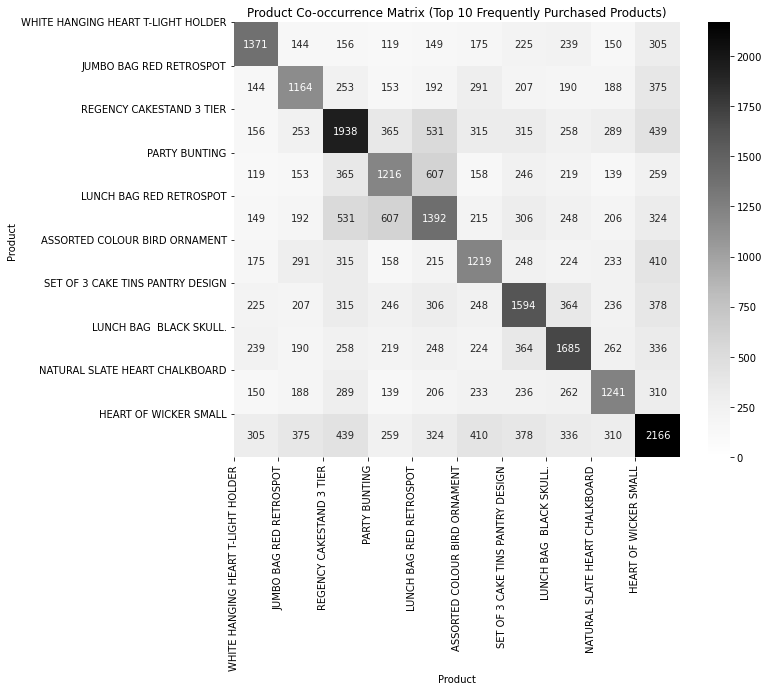 Product Co-occurrence Matrix (Top 10 Frequently Purchased Products)
WHITE HANGING HEART T-LIGHT HOLDER
1371 144 156 119 149 175 225 239 150 305
JUMBO BAG RED RETROSPOT
144 1164 253 153 192 291 207 190 188 375
REGENCY CAKESTAND 3 TIER
156 253 1938 365 531 315 315 258 289 439
PARTY BUNTING
119 153 365 1216 607 158 246 219 139 259
LUNCH BAG RED RETROSPOT
149 192 531 607 1392 215 306 248 206 324
ASSORTED COLOUR BIRD ORNAMENT
175 291 315 158 215 1219 248 224 233 410
SET OF 3 CAKE TINS PANTRY DESIGN
225 207 315 246 306 248 1594 364 236 378
LUNCH BAG  BLACK SKULL.
239 190 258 219 248 224 364 1685 262 336
NATURAL SLATE HEART CHALKBOARD
150 188 289 139 206 233 236 262 1241 310
HEART OF WICKER SMALL
305 375 439 259 324 410 378 336 310 2166
Product
WHITE HANGING HEART T-LIGHT HOLDER
JUMBO BAG RED RETROSPOT
REGENCY CAKESTAND 3 TIER
PARTY BUNTING
LUNCH BAG RED RETROSPOT
ASSORTED COLOUR BIRD ORNAMENT
SET OF 3 CAKE TINS PANTRY DESIGN
LUNCH BAG  BLACK SKULL.
NATURAL SLATE HEART CHALKBOARD
HEART OF WICKER SMALL
Product
2000
1750
1500
1250
1000
750
500
250
0